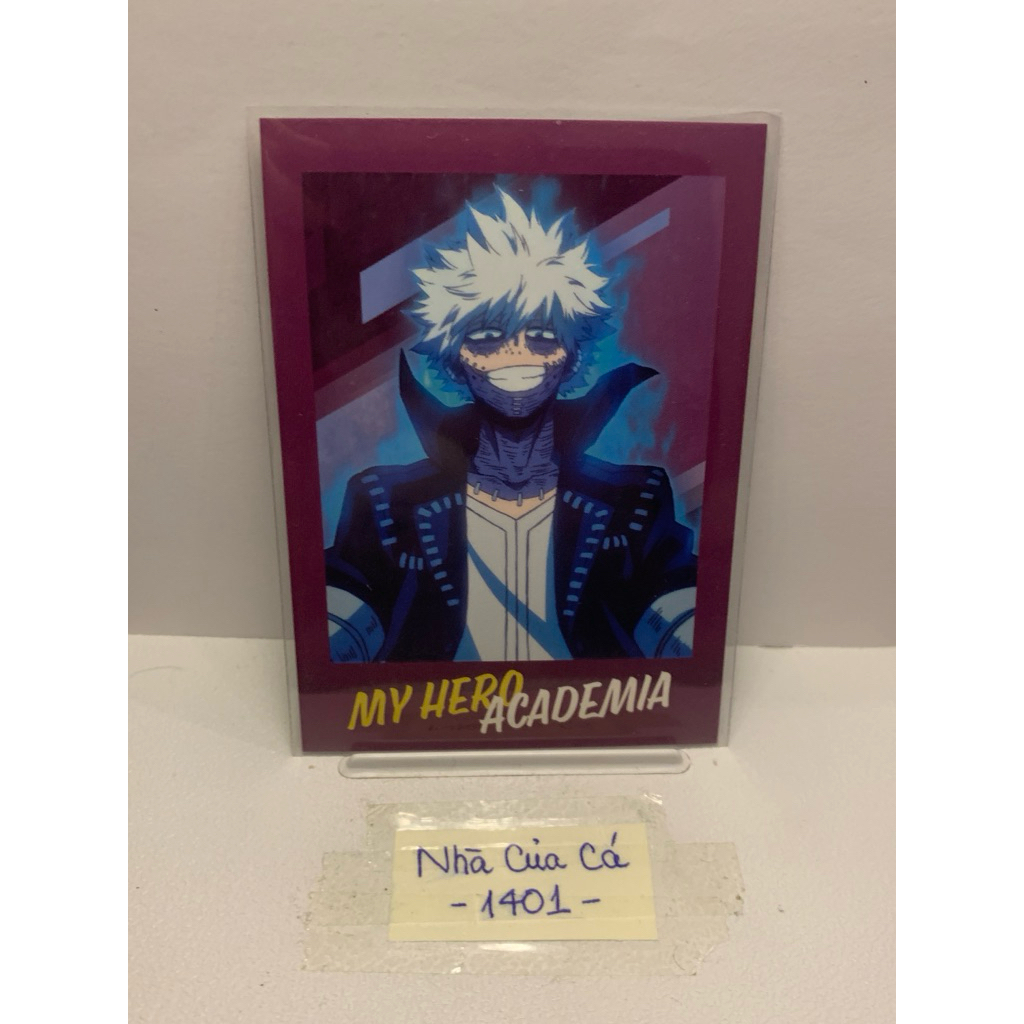 MY HERO
ACADEMIA
Nhà Của Cá
- 1401 -